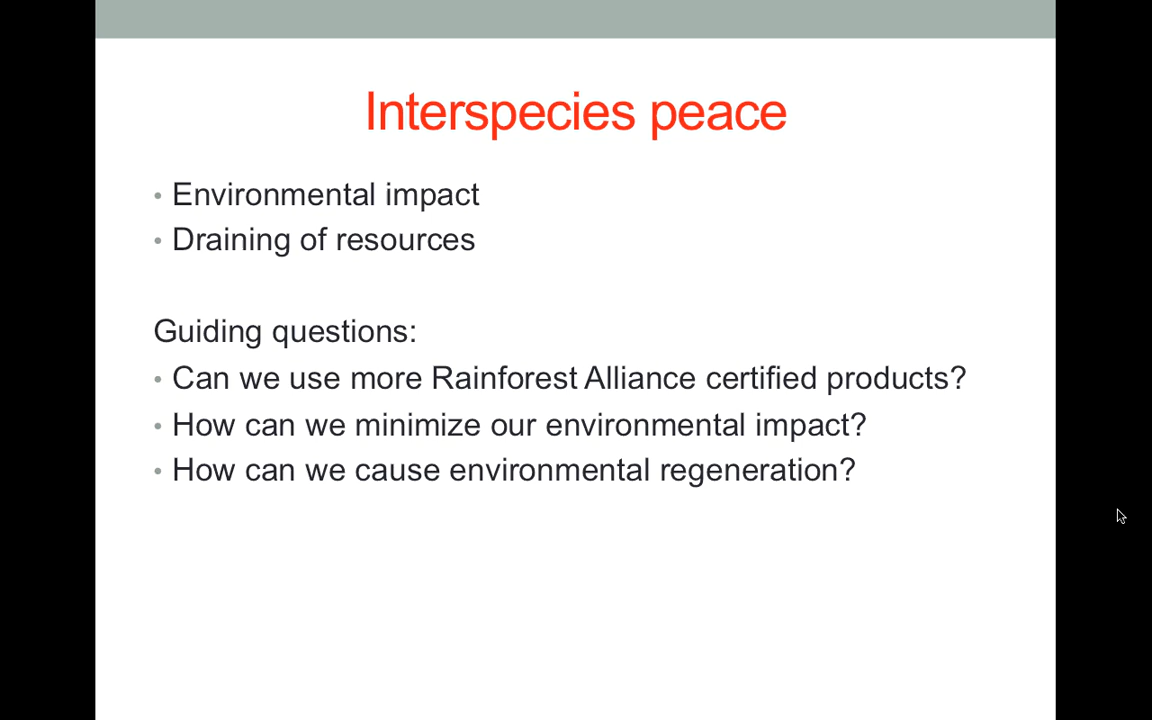 Interspecies peace
• Environmental impact
• Draining of resources
Guiding questions:
• Can we use more Rainforest Alliance certified products?
• How can we minimize our environmental impact?
• How can we cause environmental regeneration?